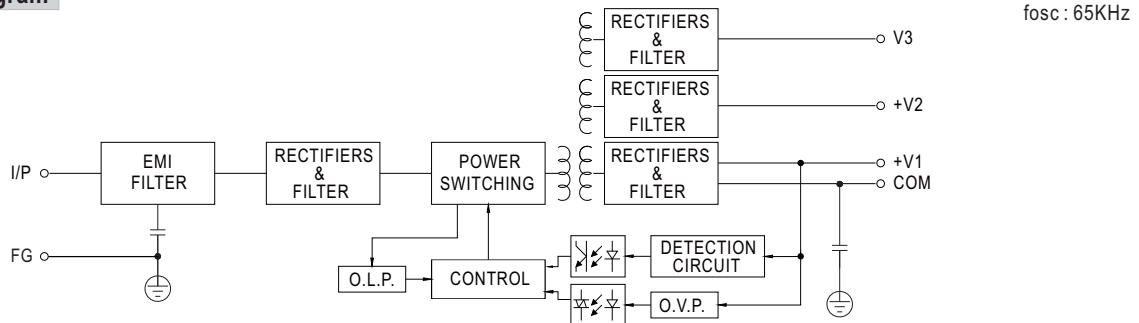 gram
fosc : 65KHz
RECTIFIERS
&
FILTER
V3
RECTIFIERS
&
FILTER
+V2
I/P
EMI
FILTER
RECTIFIERS
&
FILTER
POWER
SWITCHING
RECTIFIERS
&
FILTER
+V1
COM
FG
O.L.P.
CONTROL
DETECTION
CIRCUIT
O.V.P.